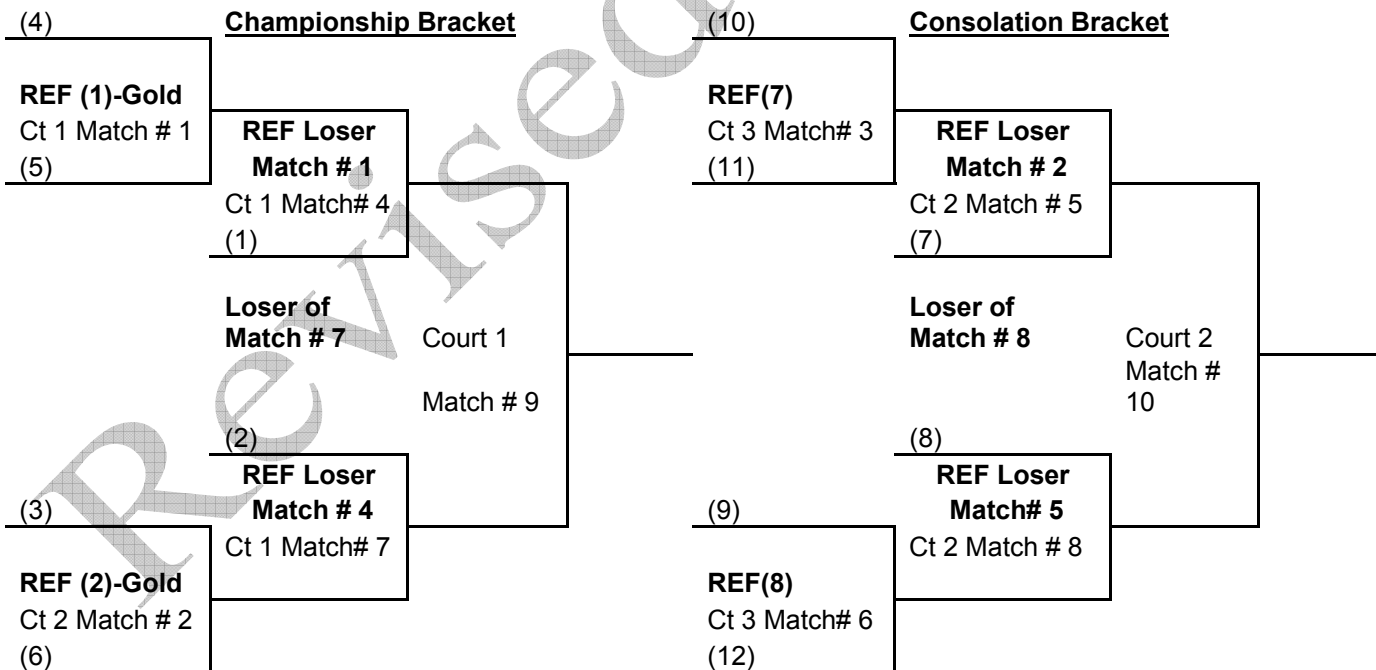 (4)
Championship Bracket
(10)
Consolation Bracket
REF (1)-Gold
Ct 1 Match # 1
(5)
REF Loser
Match # 1
Ct 1 Match# 4
(1)
REF(7)
Ct 3 Match# 3
(11)
REF Loser
Match # 2
Ct 2 Match # 5
(7)
Loser of
Match # 7
Court 1
Match # 9
Loser of
Match # 8
Court 2
Match #
10
(2)
REF Loser
Match # 4
Ct 1 Match# 7
(3)
REF (2)-Gold
Ct 2 Match # 2
(6)
(8)
REF Loser
Match# 5
Ct 2 Match # 8
(9)
REF(8)
Ct 3 Match# 6
(12)
Revised